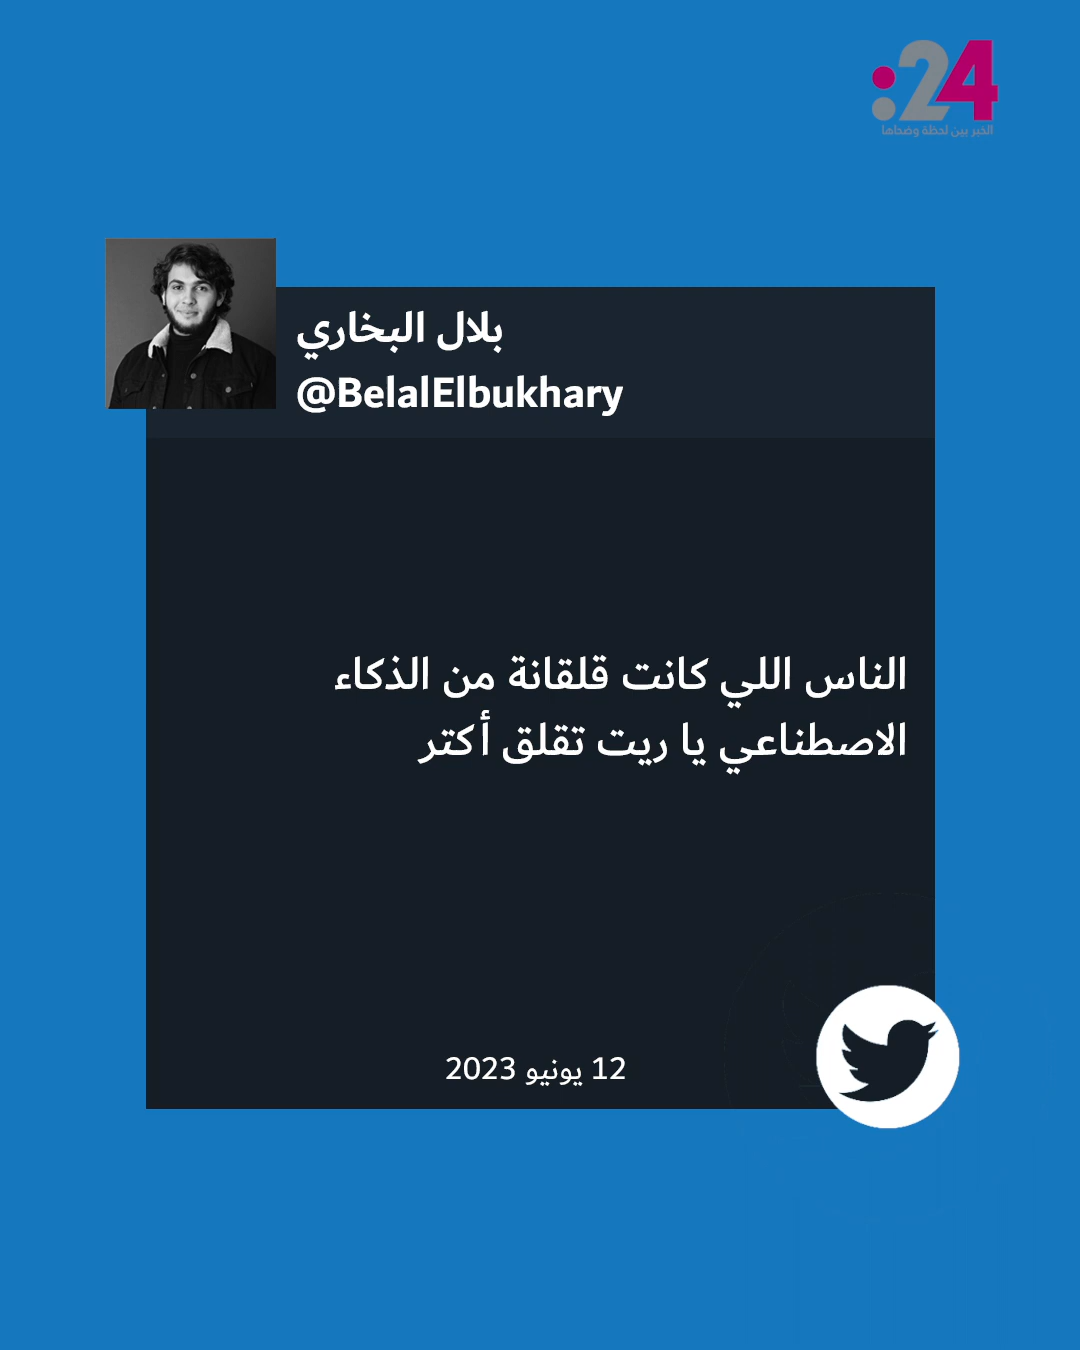 :24
الخبر بين لحظة وضحاها
بلال البخاري
@BelalElbukhary
الناس اللي كانت قلقانة من الذكاء
الاصطناعي يا ريت تقلق أكتر
12 يونيو 2023